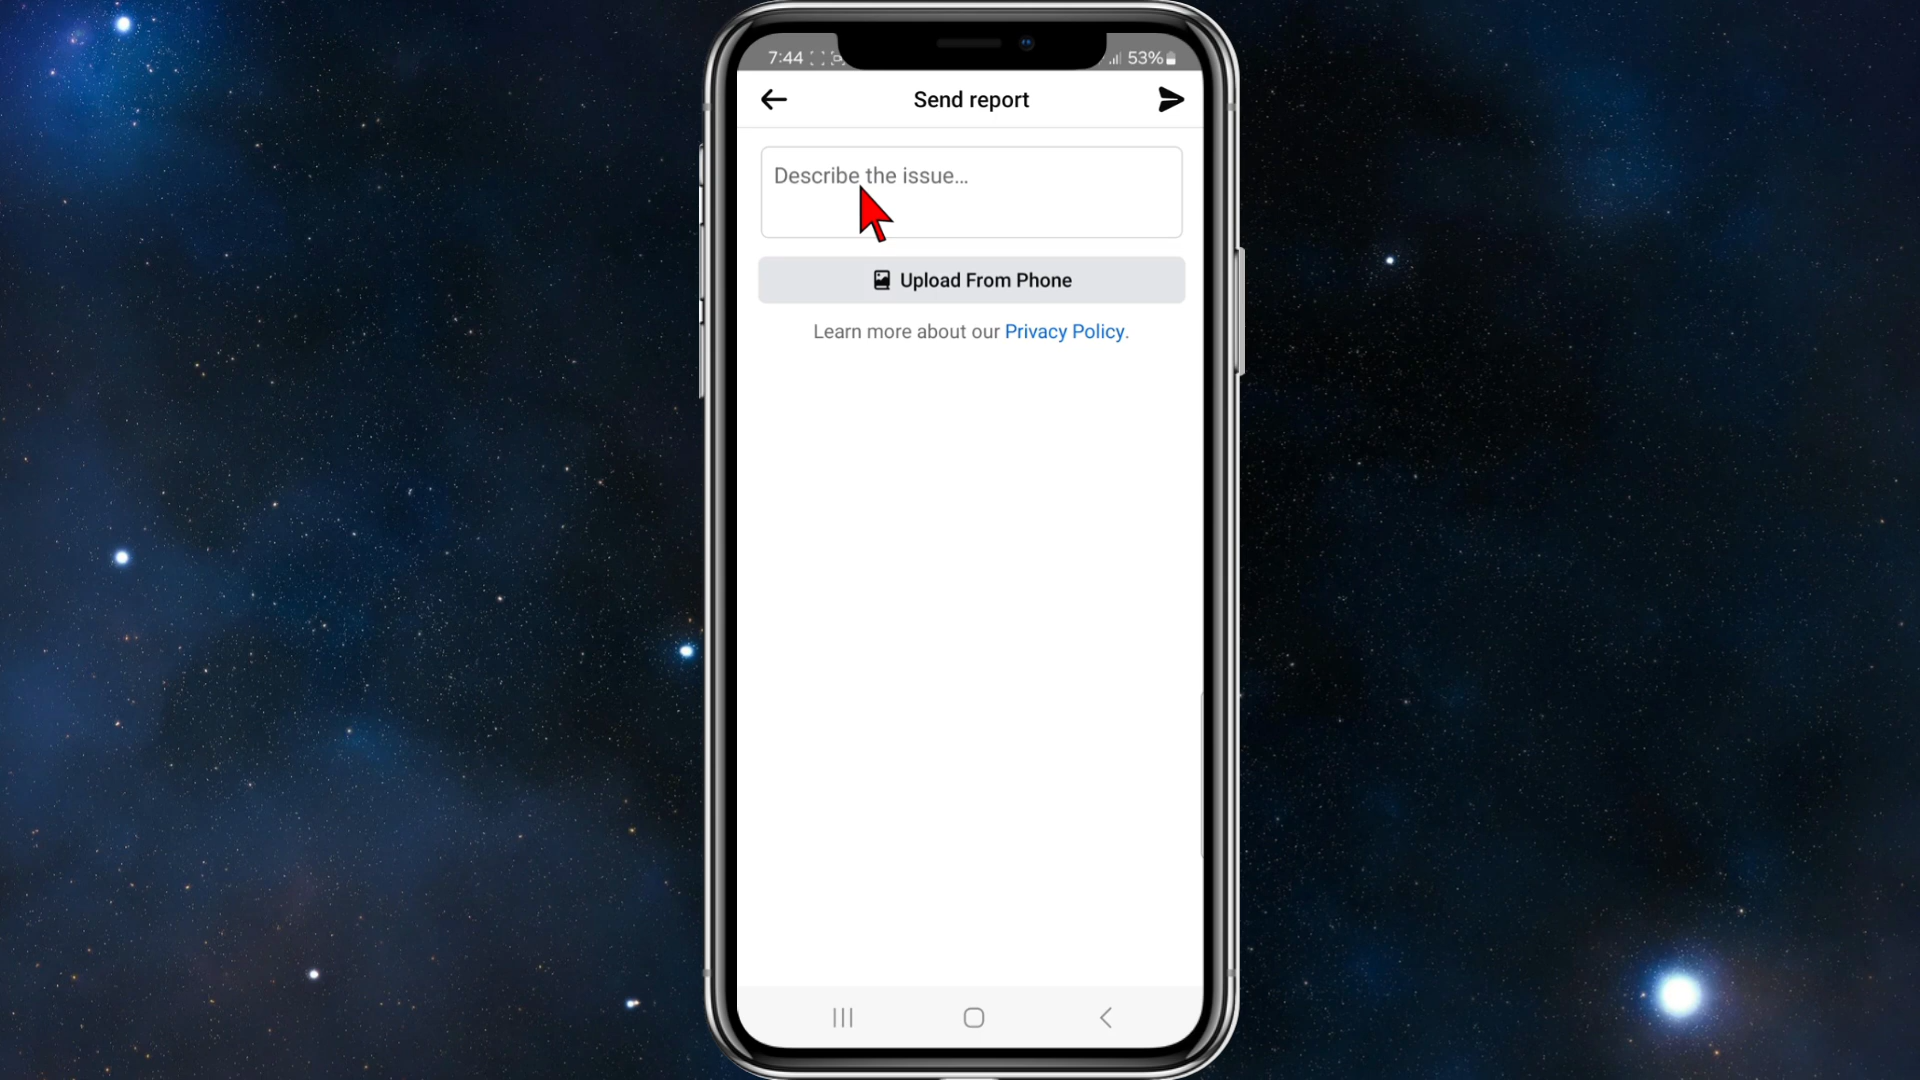 7:44 53%
Send report
Describe the issue...
Upload From Phone
Learn more about our Privacy Policy.